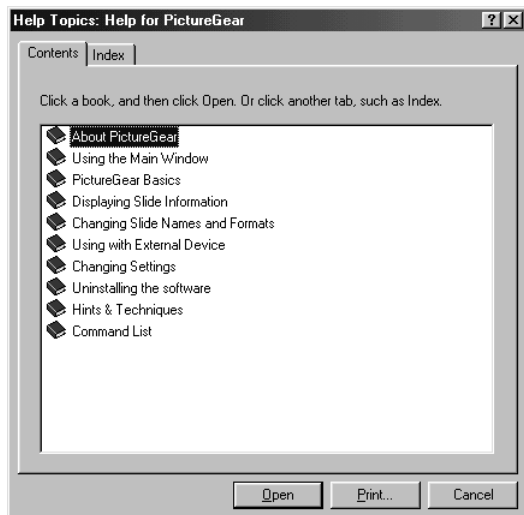 Help Topics: Help for PictureGear
Contents Index
Click a book, and then click Open. Or click another tab, such as Index.
About PictureGear
Using the Main Window
PictureGear Basics
Displaying Slide Information
Changing Slide Names and Formats
Using with External Device
Changing Settings
Uninstalling the software
Hints & Techniques
Command List
Open Print... Cancel